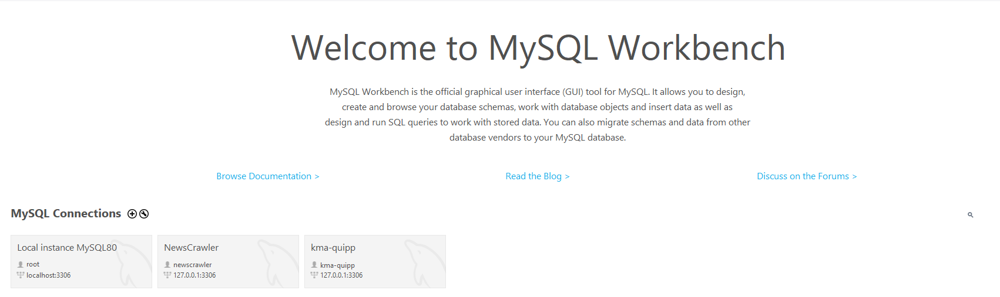 Welcome to MySQL Workbench
MySQL Workbench is the official graphical user interface (GUI) tool for MySQL. It allows you to design,
create and browse your database schemas, work with database objects and insert data as well as
design and run SQL queries to work with stored data. You can also migrate schemas and data from other
database vendors to your MySQL database.
Browse Documentation >
Read the Blog >
Discuss on the Forums >
MySQL Connections
Local instance MySQL80
root
localhost:3306
NewsCrawler
newscrawler
127.0.0.1:3306
kma-quipp
kma-quipp
127.0.0.1:3306